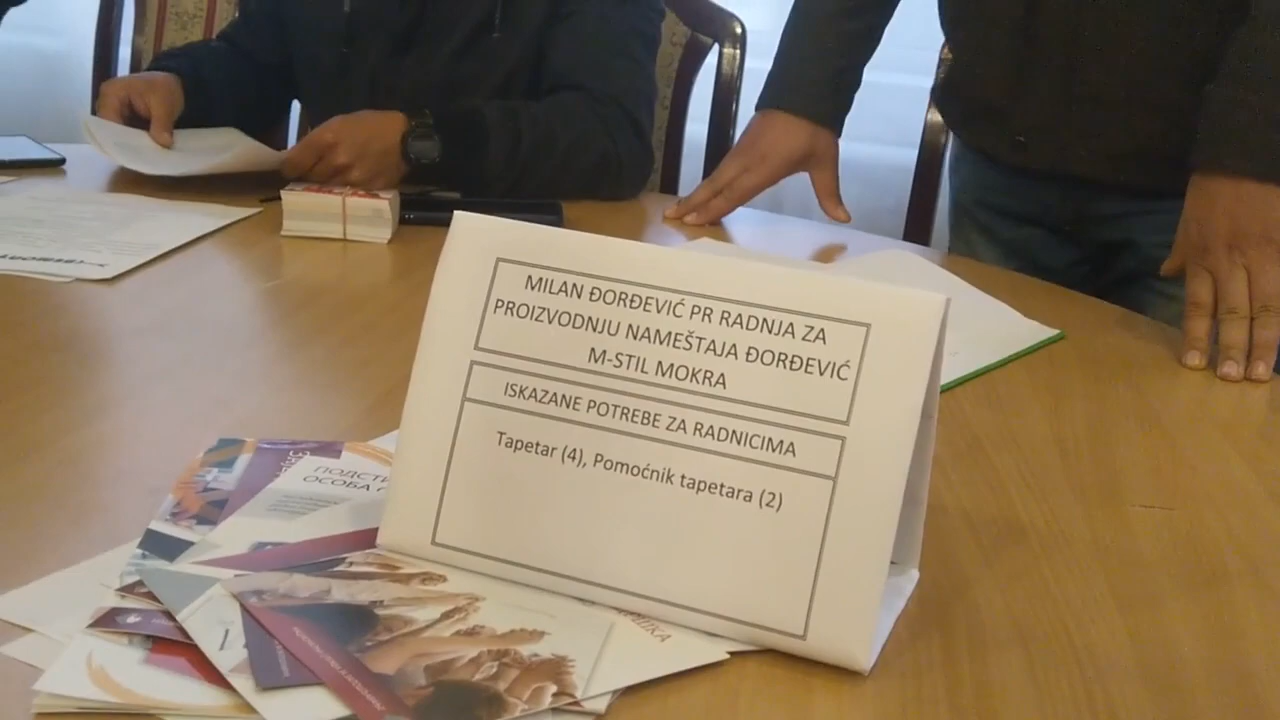 MILAN ĐORĐEVIĆ PR RADNJA ZA
PROIZVODNJU NAMEŠTAJA ĐORĐEVIĆ
M-STIL MOKRA
ISKAZANE POTREBE ZA RADNICIMA
Tapetar (4), Pomoćnik tapetara (2)
ОСОБА